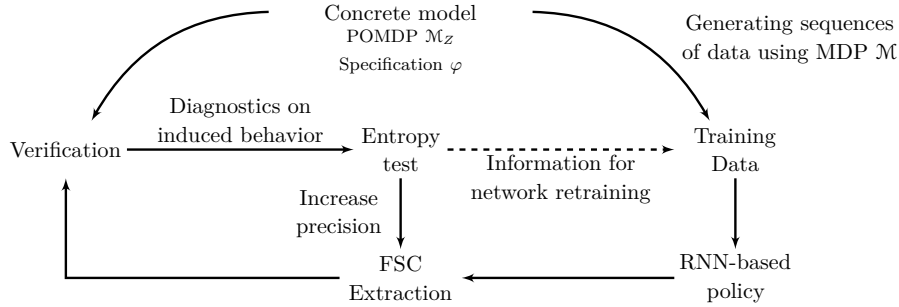 Concrete model
POMDP ℳ_Z
Specification φ
Generating sequences
of data using MDP ℳ
Diagnostics on
induced behavior
Verification
Entropy
test
Information for
network retraining
Training
Data
Increase
precision
FSC
Extraction
RNN-based
policy